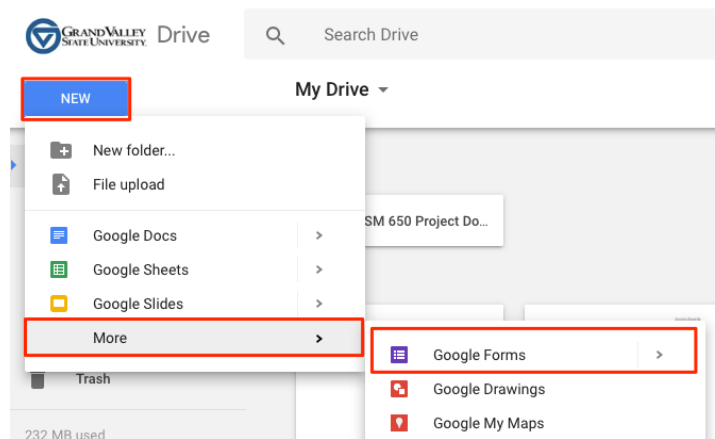 GRAND VALLEY
STATE UNIVERSITY
Drive
Search Drive
NEW
My Drive
New folder...
File upload
SM 650 Project Do...
Google Docs
Google Sheets
Google Slides
More
Google Forms
Trash
Google Drawings
Google My Maps
232 MB used